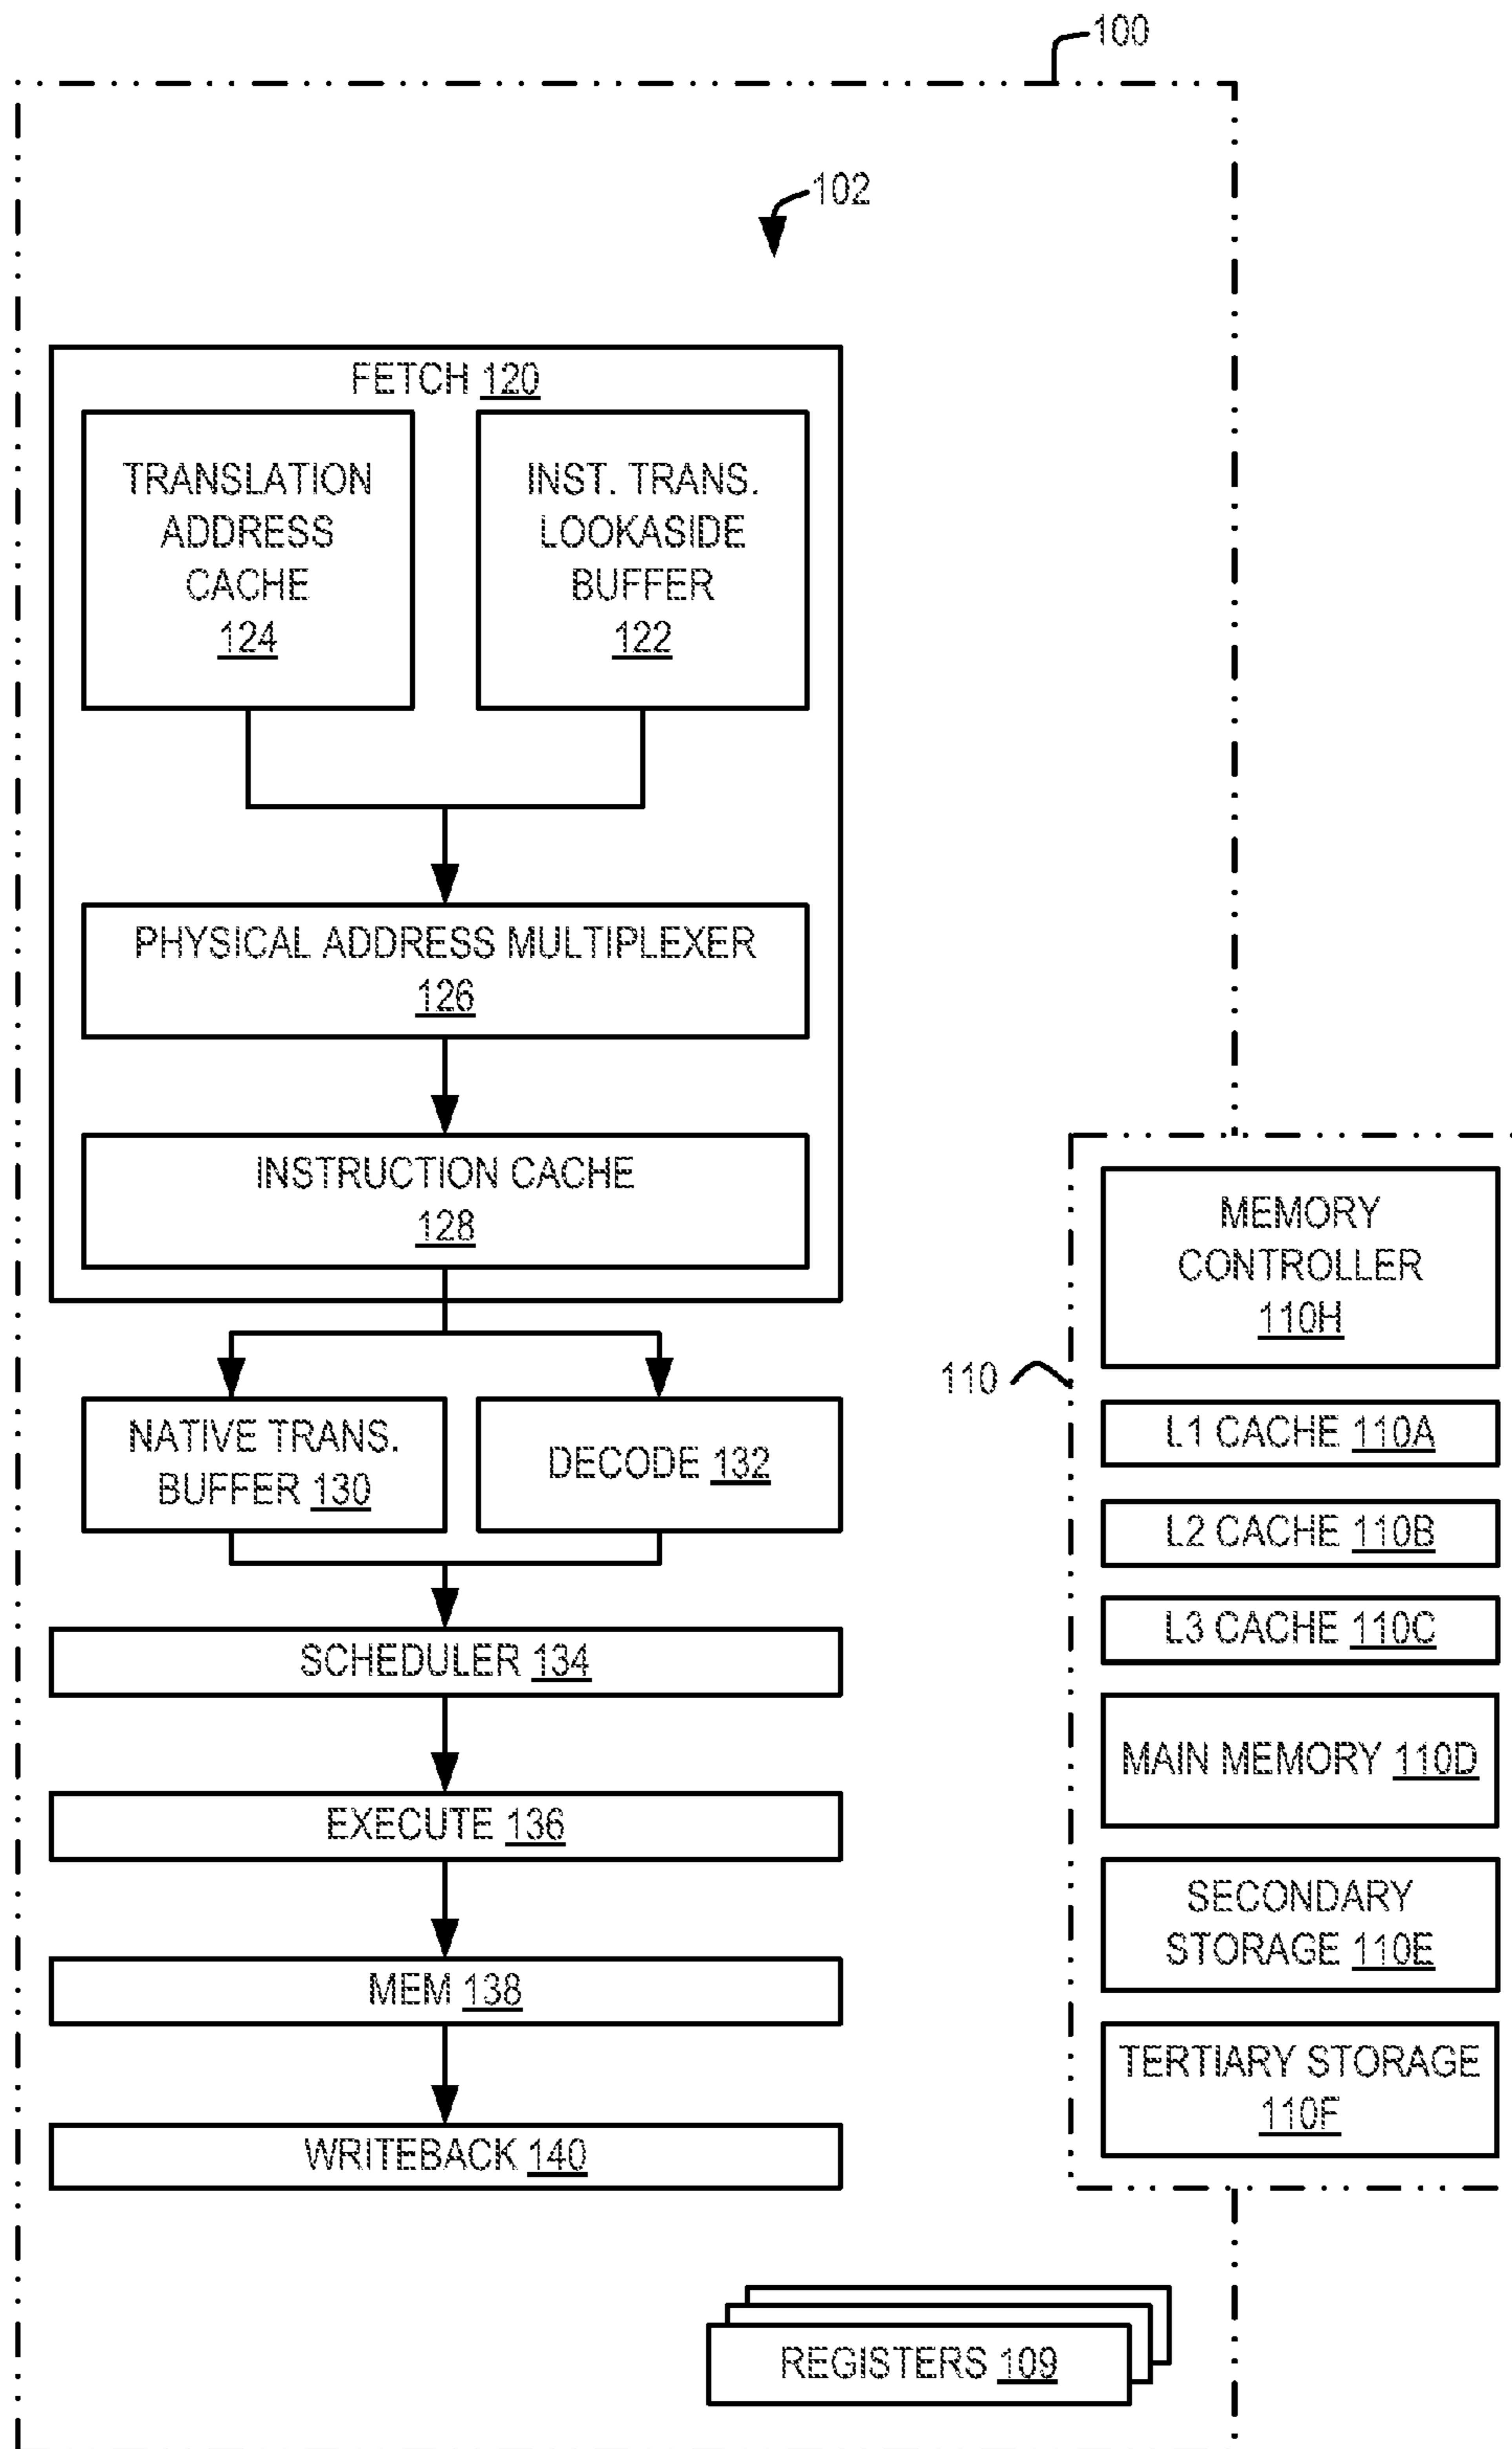 100
102
FETCH 120
TRANSLATION
ADDRESS
CACHE
124
INST. TRANS.
LOOKASIDE
BUFFER
122
PHYSICAL ADDRESS MULTIPLEXER
126
INSTRUCTION CACHE
128
NATIVE TRANS.
BUFFER 130
DECODE 132
SCHEDULER 134
EXECUTE 136
MEM 138
WRITEBACK 140
110
MEMORY
CONTROLLER
110H
L1 CACHE 110A
L2 CACHE 110B
L3 CACHE 110C
MAIN MEMORY 110D
SECONDARY
STORAGE 110E
TERTIARY STORAGE
110F
REGISTERS 109